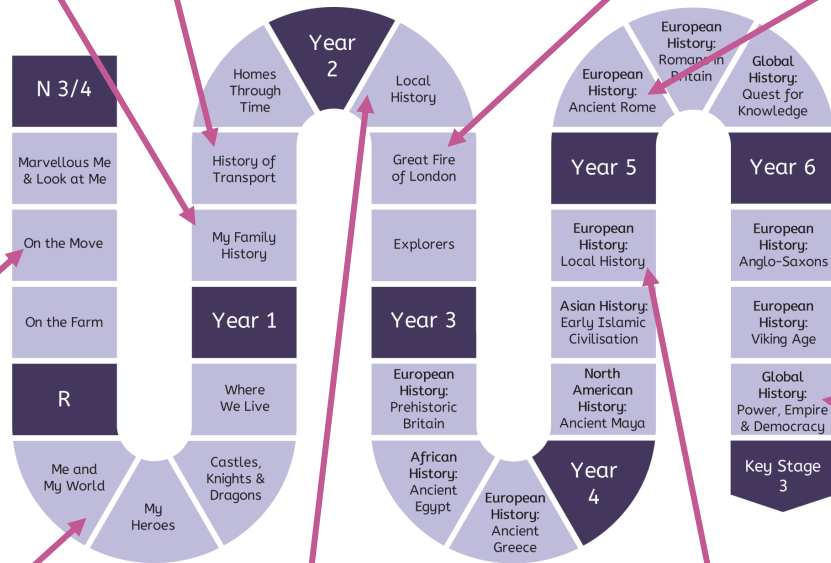 N 3/4
Marvellous Me
& Look at Me
On the Move
On the Farm
R
Me and
My World
My
Heroes
Castles,
Knights &
Dragons
Where
We Live
Year 1
My Family
History
History of
Transport
Homes
Through
Time
Year
2
Local
History
Great Fire
of London
Explorers
Year 3
European
History:
Prehistoric
Britain
African
History:
Ancient
Egypt
European
History:
Ancient
Greece
Year
4
North
American
History:
Ancient Maya
Asian History:
Early Islamic
Civilisation
European
History:
Local History
Year 5
European
History:
Ancient Rome
European
History:
Romans in
Britain
Global
History:
Quest for
Knowledge
Year 6
European
History:
Anglo-Saxons
European
History:
Viking Age
Global
History:
Power, Empire
& Democracy
Key Stage
3